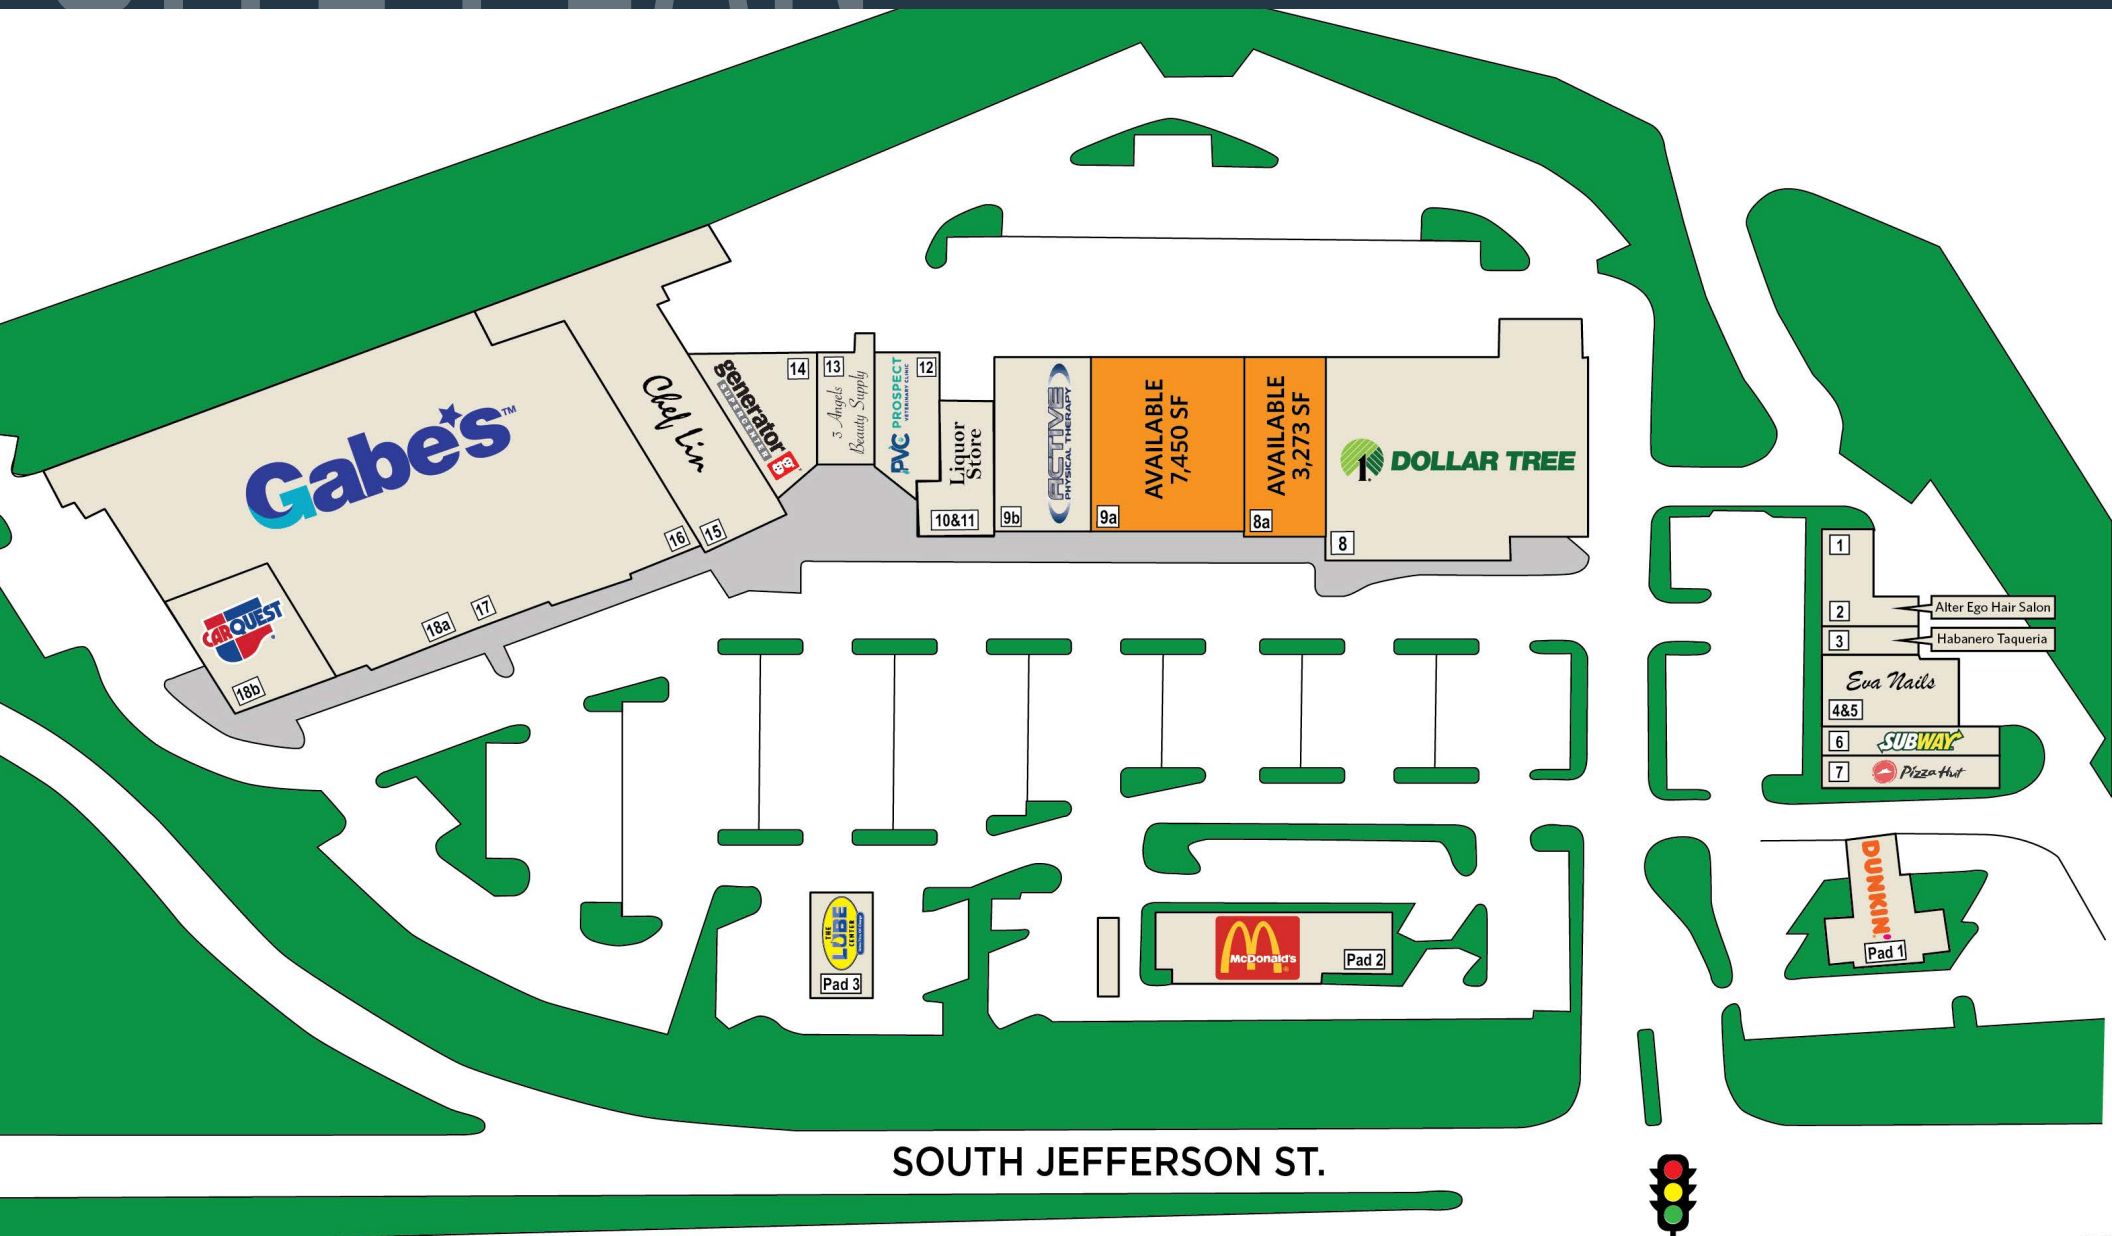 SITE PLAN
Gabe's™
CARQUEST
18b
18a
17
16
Chef Lin
15
generator
SUPERCENTER
14
13
3 Angels
Beauty Supply
12
PVC PROSPECT
VETERINARY CLINIC
Liquor
Store
10&11
9b
ACTIVE
PHYSICAL THERAPY
AVAILABLE
7,450 SF
9a
AVAILABLE
3,273 SF
8a
DOLLAR TREE
8
1
2
Alter Ego Hair Salon
3
Habanero Taqueria
Eva Nails
4&5
6
SUBWAY
7
Pizza Hut
DUNKIN'
Pad 1
McDonald's
Pad 2
THE
LUBE
CENTER
Pad 3
SOUTH JEFFERSON ST.